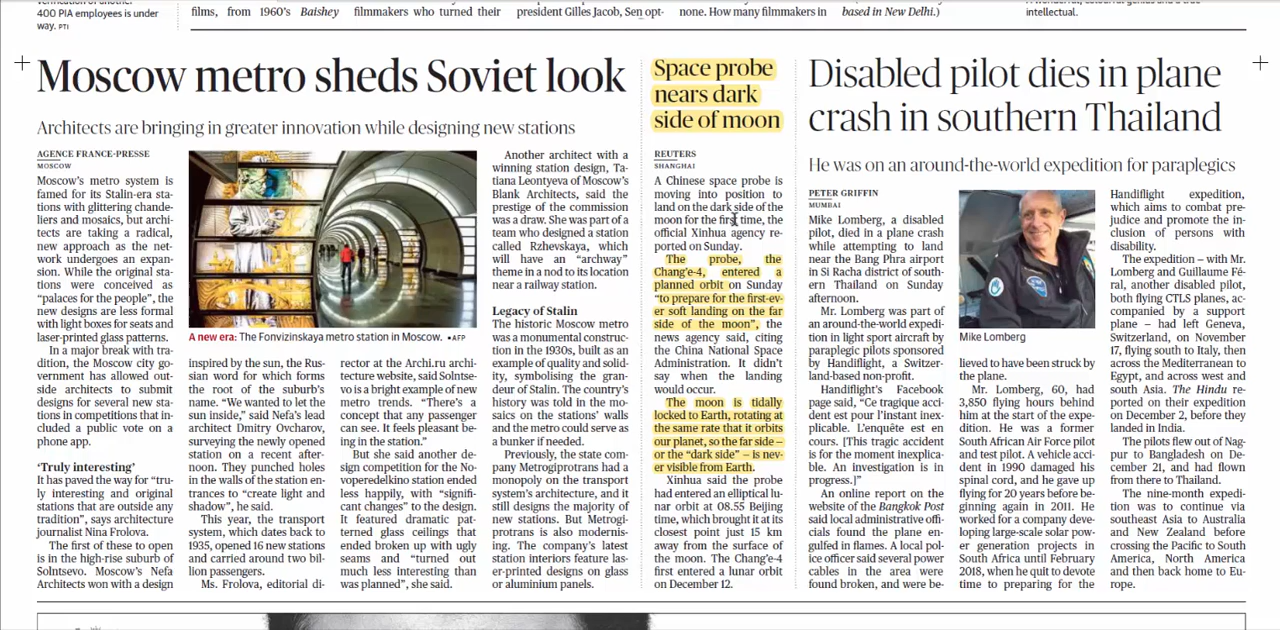 400 PIA employees is under
way. PTI
films, from 1960's Baishey
filmmakers who turned their
president Gilles Jacob, Sen opt-
none. How many filmmakers in
based in New Delhi.)
intellectual.
Moscow metro sheds Soviet look
Architects are bringing in greater innovation while designing new stations
AGENCE FRANCE-PRESSE
MOSCOW
Moscow's metro system is
famed for its Stalin-era sta-
tions with glittering chande-
liers and mosaics, but archi-
tects are taking a radical,
new approach as the net-
work undergoes an expan-
sion. While the original sta-
tions were conceived as
"palaces for the people", the
new designs are less formal
with light boxes for seats and
laser-printed glass patterns.
In a major break with tra-
dition, the Moscow city go-
vernment has allowed out-
side architects to submit
designs for several new sta-
tions in competitions that in-
cluded a public vote on a
phone app.
'Truly interesting'
It has paved the way for "tru-
ly interesting and original
stations that are outside any
tradition", says architecture
journalist Nina Frolova.
The first of these to open
is in the high-rise suburb of
Solntsevo. Moscow's Nefa
Architects won with a design
A new era: The Fonvizinskaya metro station in Moscow. •AFP
inspired by the sun, the Rus-
sian word for which forms
the root of the suburb's
name. "We wanted to let the
sun inside," said Nefa's lead
architect Dmitry Ovcharov,
surveying the newly opened
station on a recent after-
noon. They punched holes
in the walls of the station en-
trances to "create light and
shadow", he said.
This year, the transport
system, which dates back to
1935, opened 16 new stations
and carried around two bil-
lion passengers.
Ms. Frolova, editorial di-
rector at the Archi.ru archi-
tecture website, said Solntse-
vo is a bright example of new
metro trends. "There's a
concept that any passenger
can see. It feels pleasant be-
ing in the station."
But she said another de-
sign competition for the No-
voperedelkino station ended
less happily, with "signifi-
cant changes" to the design.
It featured dramatic pat-
terned glass ceilings that
ended broken up with ugly
seams and "turned out
much less interesting than
was planned", she said.
Another architect with a
winning station design, Ta-
tiana Leontyeva of Moscow's
Blank Architects, said the
prestige of the commission
was a draw. She was part of a
team who designed a station
called Rzhevskaya, which
will have an "archway"
theme in a nod to its location
near a railway station.
Legacy of Stalin
The historic Moscow metro
was a monumental construc-
tion in the 1930s, built as an
example of quality and solid-
ity, symbolising the gran-
deur of Stalin. The country's
history was told in the mo-
saics on the stations' walls
and the metro could serve as
a bunker if needed.
Previously, the state com-
pany Metrogiprotrans had a
monopoly on the transport
system's architecture, and it
still designs the majority of
new stations. But Metrogi-
protrans is also modernis-
ing. The company's latest
station interiors feature las-
er-printed designs on glass
or aluminium panels.
Space probe
nears dark
side of moon
REUTERS
SHANGHAI
A Chinese space probe is
moving into position to
land on the dark side of the
moon for the first time, the
official Xinhua agency re-
ported on Sunday.
The probe, the
Chang'e-4, entered a
planned orbit on Sunday
"to prepare for the first-ev-
er soft landing on the far
side of the moon", the
news agency said, citing
the China National Space
Administration. It didn't
say when the landing
would occur.
The moon is tidally
locked to Earth, rotating at
the same rate that it orbits
our planet, so the far side –
or the "dark side" – is nev-
er visible from Earth.
Xinhua said the probe
had entered an elliptical lu-
nar orbit at 08.55 Beijing
time, which brought it at its
closest point just 15 km
away from the surface of
the moon. The Chang'e-4
first entered a lunar orbit
on December 12.
Disabled pilot dies in plane
crash in southern Thailand
He was on an around-the-world expedition for paraplegics
PETER GRIFFIN
MUMBAI
Mike Lomberg, a disabled
pilot, died in a plane crash
while attempting to land
near the Bang Phra airport
in Si Racha district of south-
ern Thailand on Sunday
afternoon.
Mr. Lomberg was part of
an around-the-world expedi-
tion in light sport aircraft by
paraplegic pilots sponsored
by Handiflight, a Switzer-
land-based non-profit.
Handiflight's Facebook
page said, "Ce tragique acci-
dent est pour l'instant inex-
plicable. L'enquête est en
cours. [This tragic accident
is for the moment inexplica-
ble. An investigation is in
progress.]"
An online report on the
website of the Bangkok Post
said local administrative offi-
cials found the plane en-
gulfed in flames. A local pol-
ice officer said several power
cables in the area were
found broken, and were be-
Mike Lomberg
lieved to have been struck by
the plane.
Mr. Lomberg, 60, had
3,850 flying hours behind
him at the start of the expe-
dition. He was a former
South African Air Force pilot
and test pilot. A vehicle acci-
dent in 1990 damaged his
spinal cord, and he gave up
flying for 20 years before be-
ginning again in 2011. He
worked for a company deve-
loping large-scale solar pow-
er generation projects in
South Africa until February
2018, when he quit to devote
time to preparing for the
Handiflight expedition,
which aims to combat pre-
judice and promote the in-
clusion of persons with
disability.
The expedition – with Mr.
Lomberg and Guillaume Fé-
ral, another disabled pilot,
both flying CTLS planes, ac-
companied by a support
plane – had left Geneva,
Switzerland, on November
17, flying south to Italy, then
across the Mediterranean to
Egypt, and across west and
south Asia. The Hindu re-
ported on their expedition
on December 2, before they
landed in India.
The pilots flew out of Nag-
pur to Bangladesh on De-
cember 21, and had flown
from there to Thailand.
The nine-month expedi-
tion was to continue via
southeast Asia to Australia
and New Zealand before
crossing the Pacific to South
America, North America
and then back home to Eu-
rope.